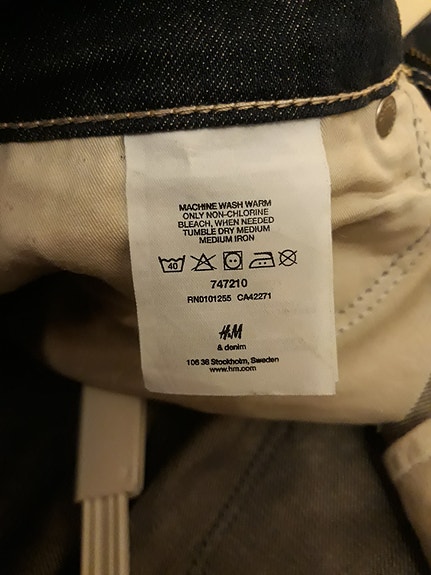 MACHINE WASH WARM
ONLY NON-CHLORINE
BLEACH, WHEN NEEDED
TUMBLE DRY MEDIUM
MEDIUM IRON
40
747210
RN0101255 CA42271
H&M
& denim
106 38 Stockholm, Sweden
www.hm.com